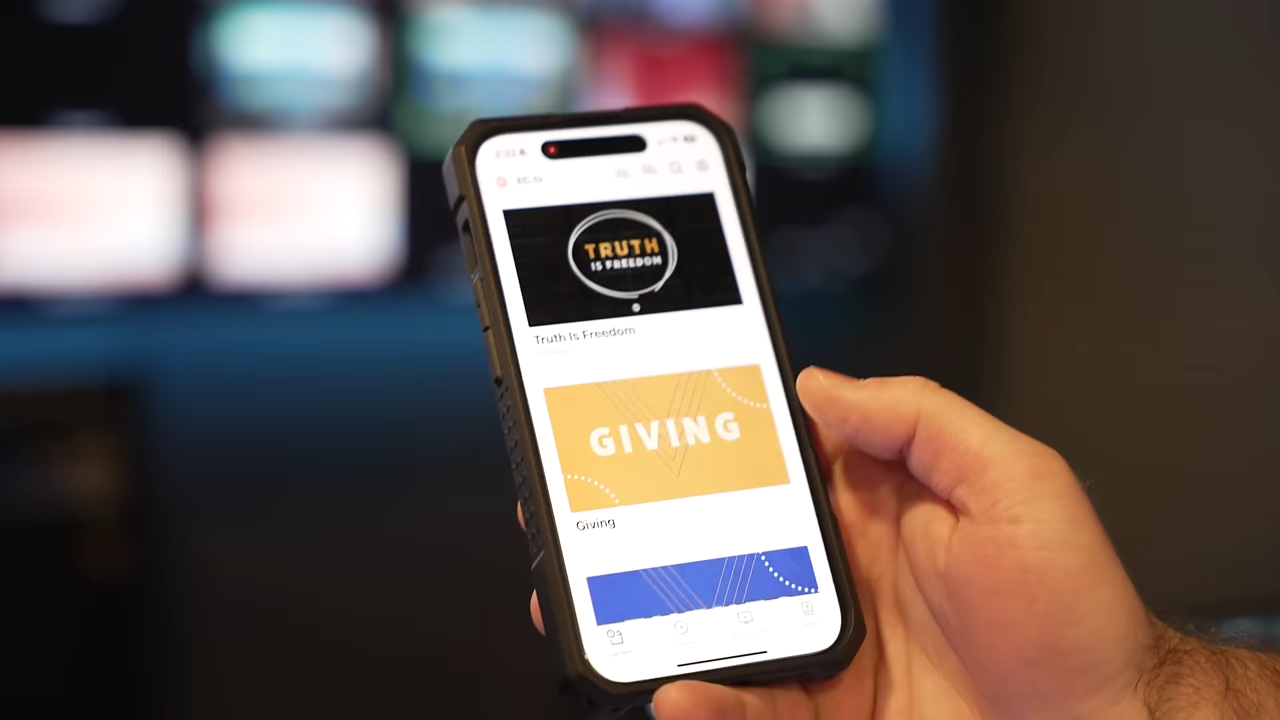 TRUTH
IS FREEDOM
Truth Is Freedom
GIVING
Giving